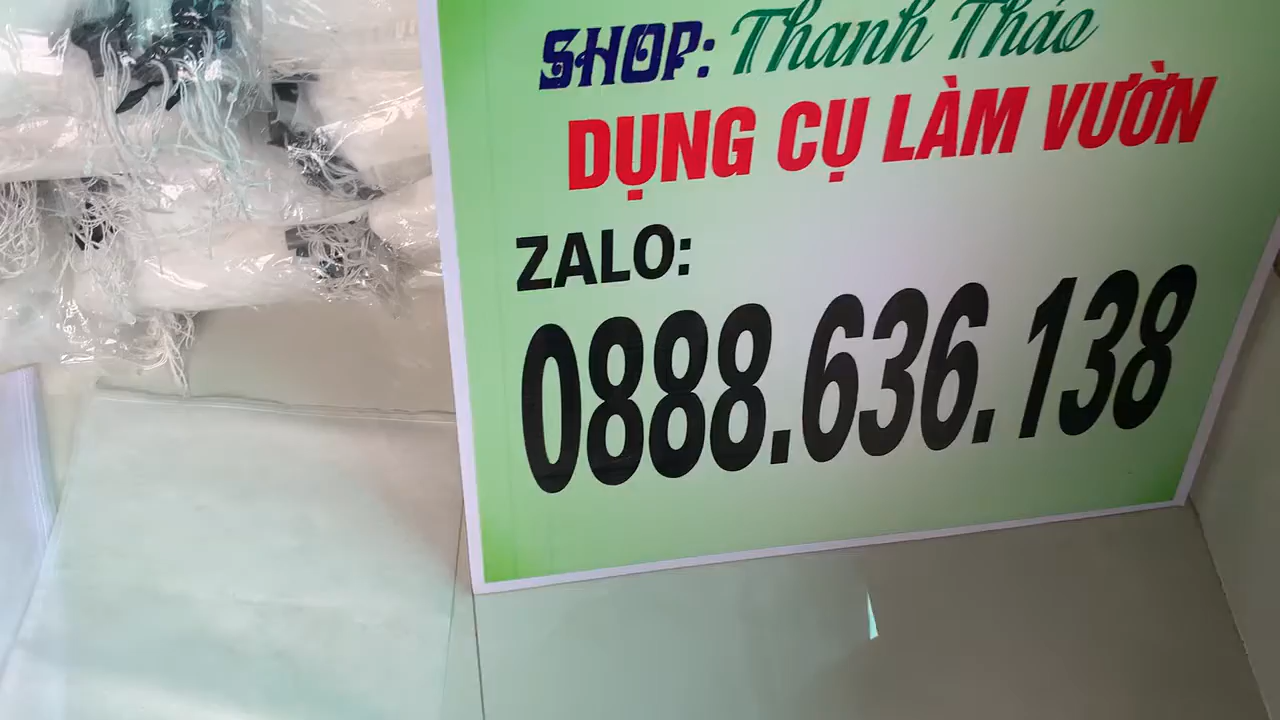 SHOP: Thanh Thảo
DỤNG CỤ LÀM VƯỜN
ZALO:
0888.636.138